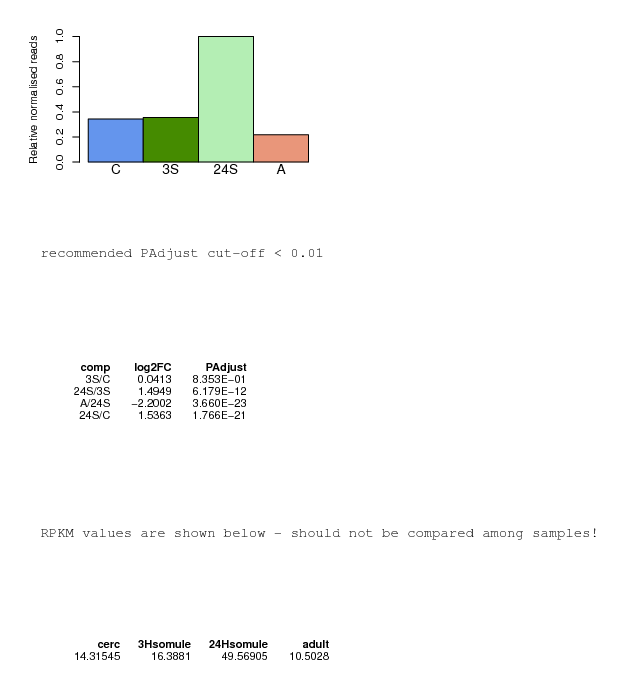 Relative normalised reads
1.0
0.8
0.6
0.4
0.2
0.0
C 3S 24S A
recommended PAdjust cut-off < 0.01
comp log2FC PAdjust
3S/C 0.0413 8.353E-01
24S/3S 1.4949 6.179E-12
A/24S -2.2002 3.660E-23
24S/C 1.5363 1.766E-21
RPKM values are shown below - should not be compared among samples!
cerc 3Hsomule 24Hsomule adult
14.31545 16.3881 49.56905 10.5028